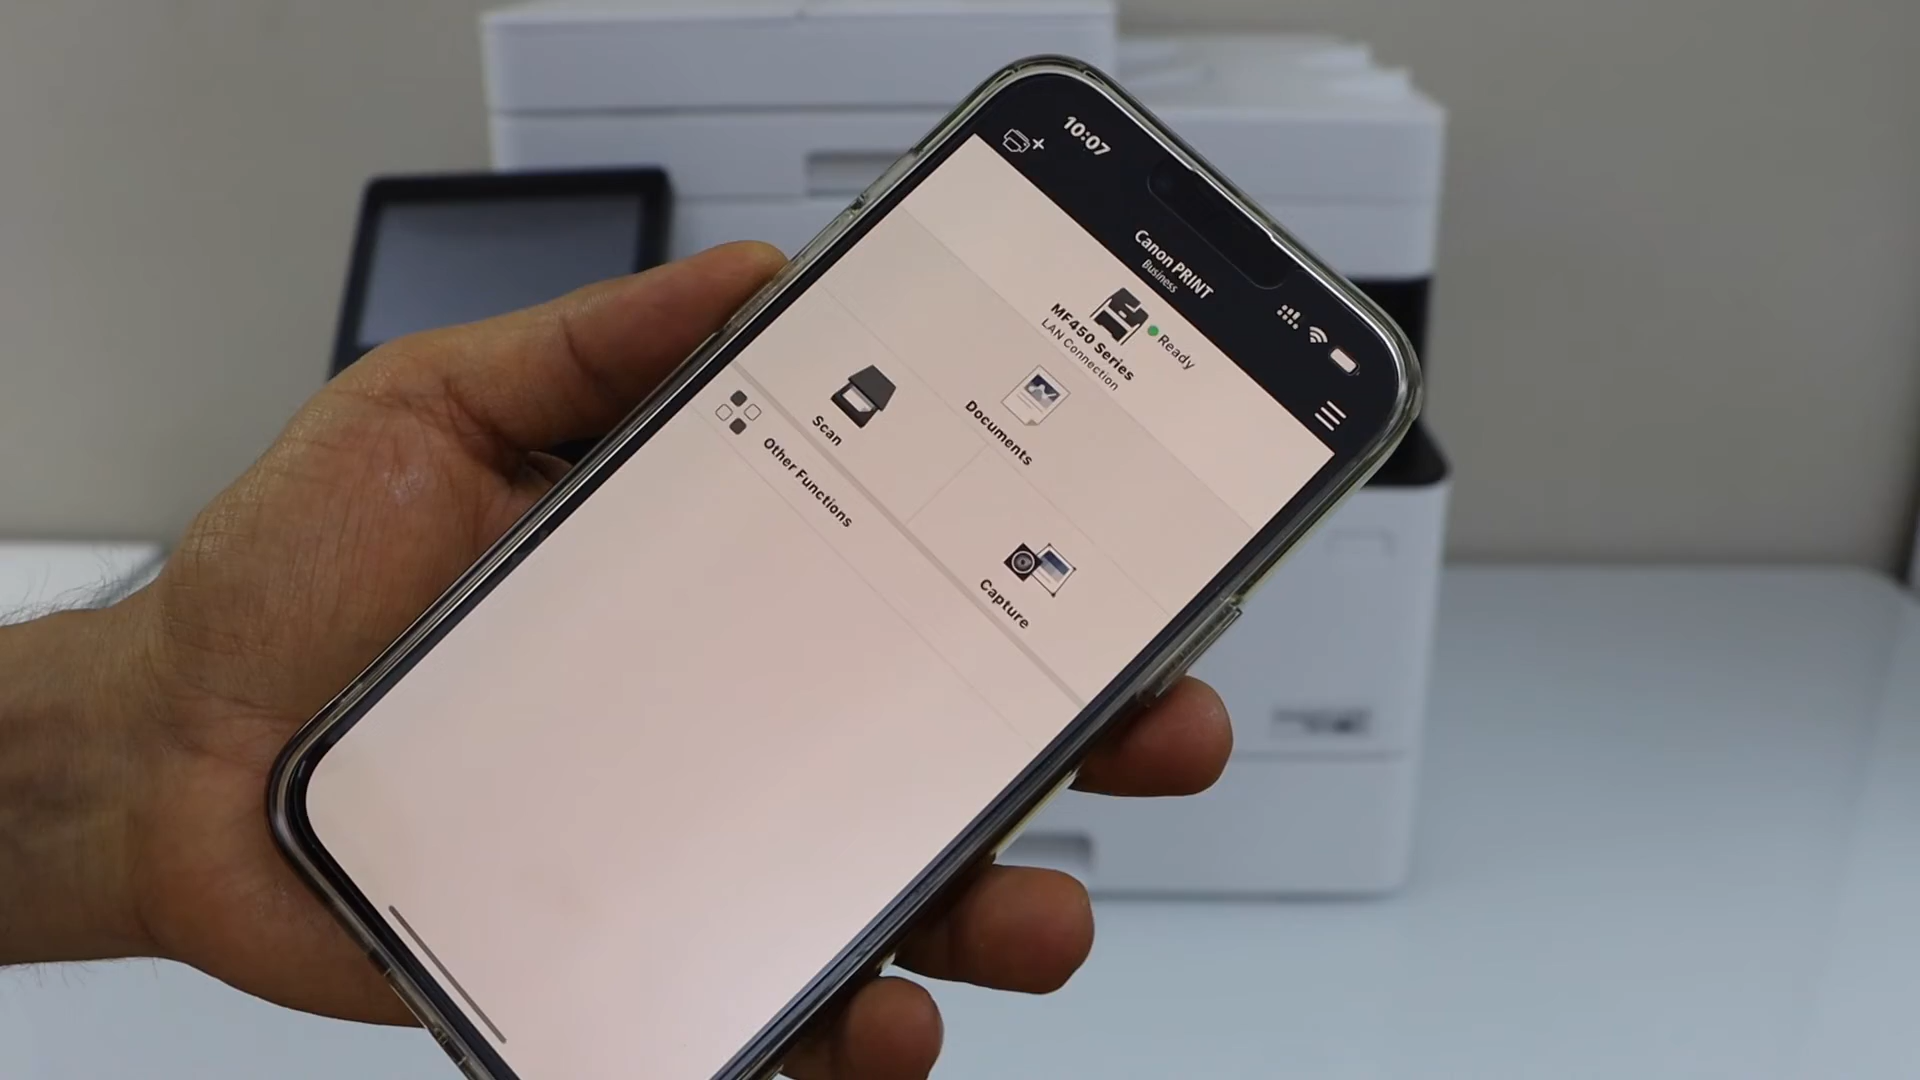 10:07
Canon PRINT
Business
Ready
MF450 Series
LAN Connection
Documents
Scan
Capture
Other Functions